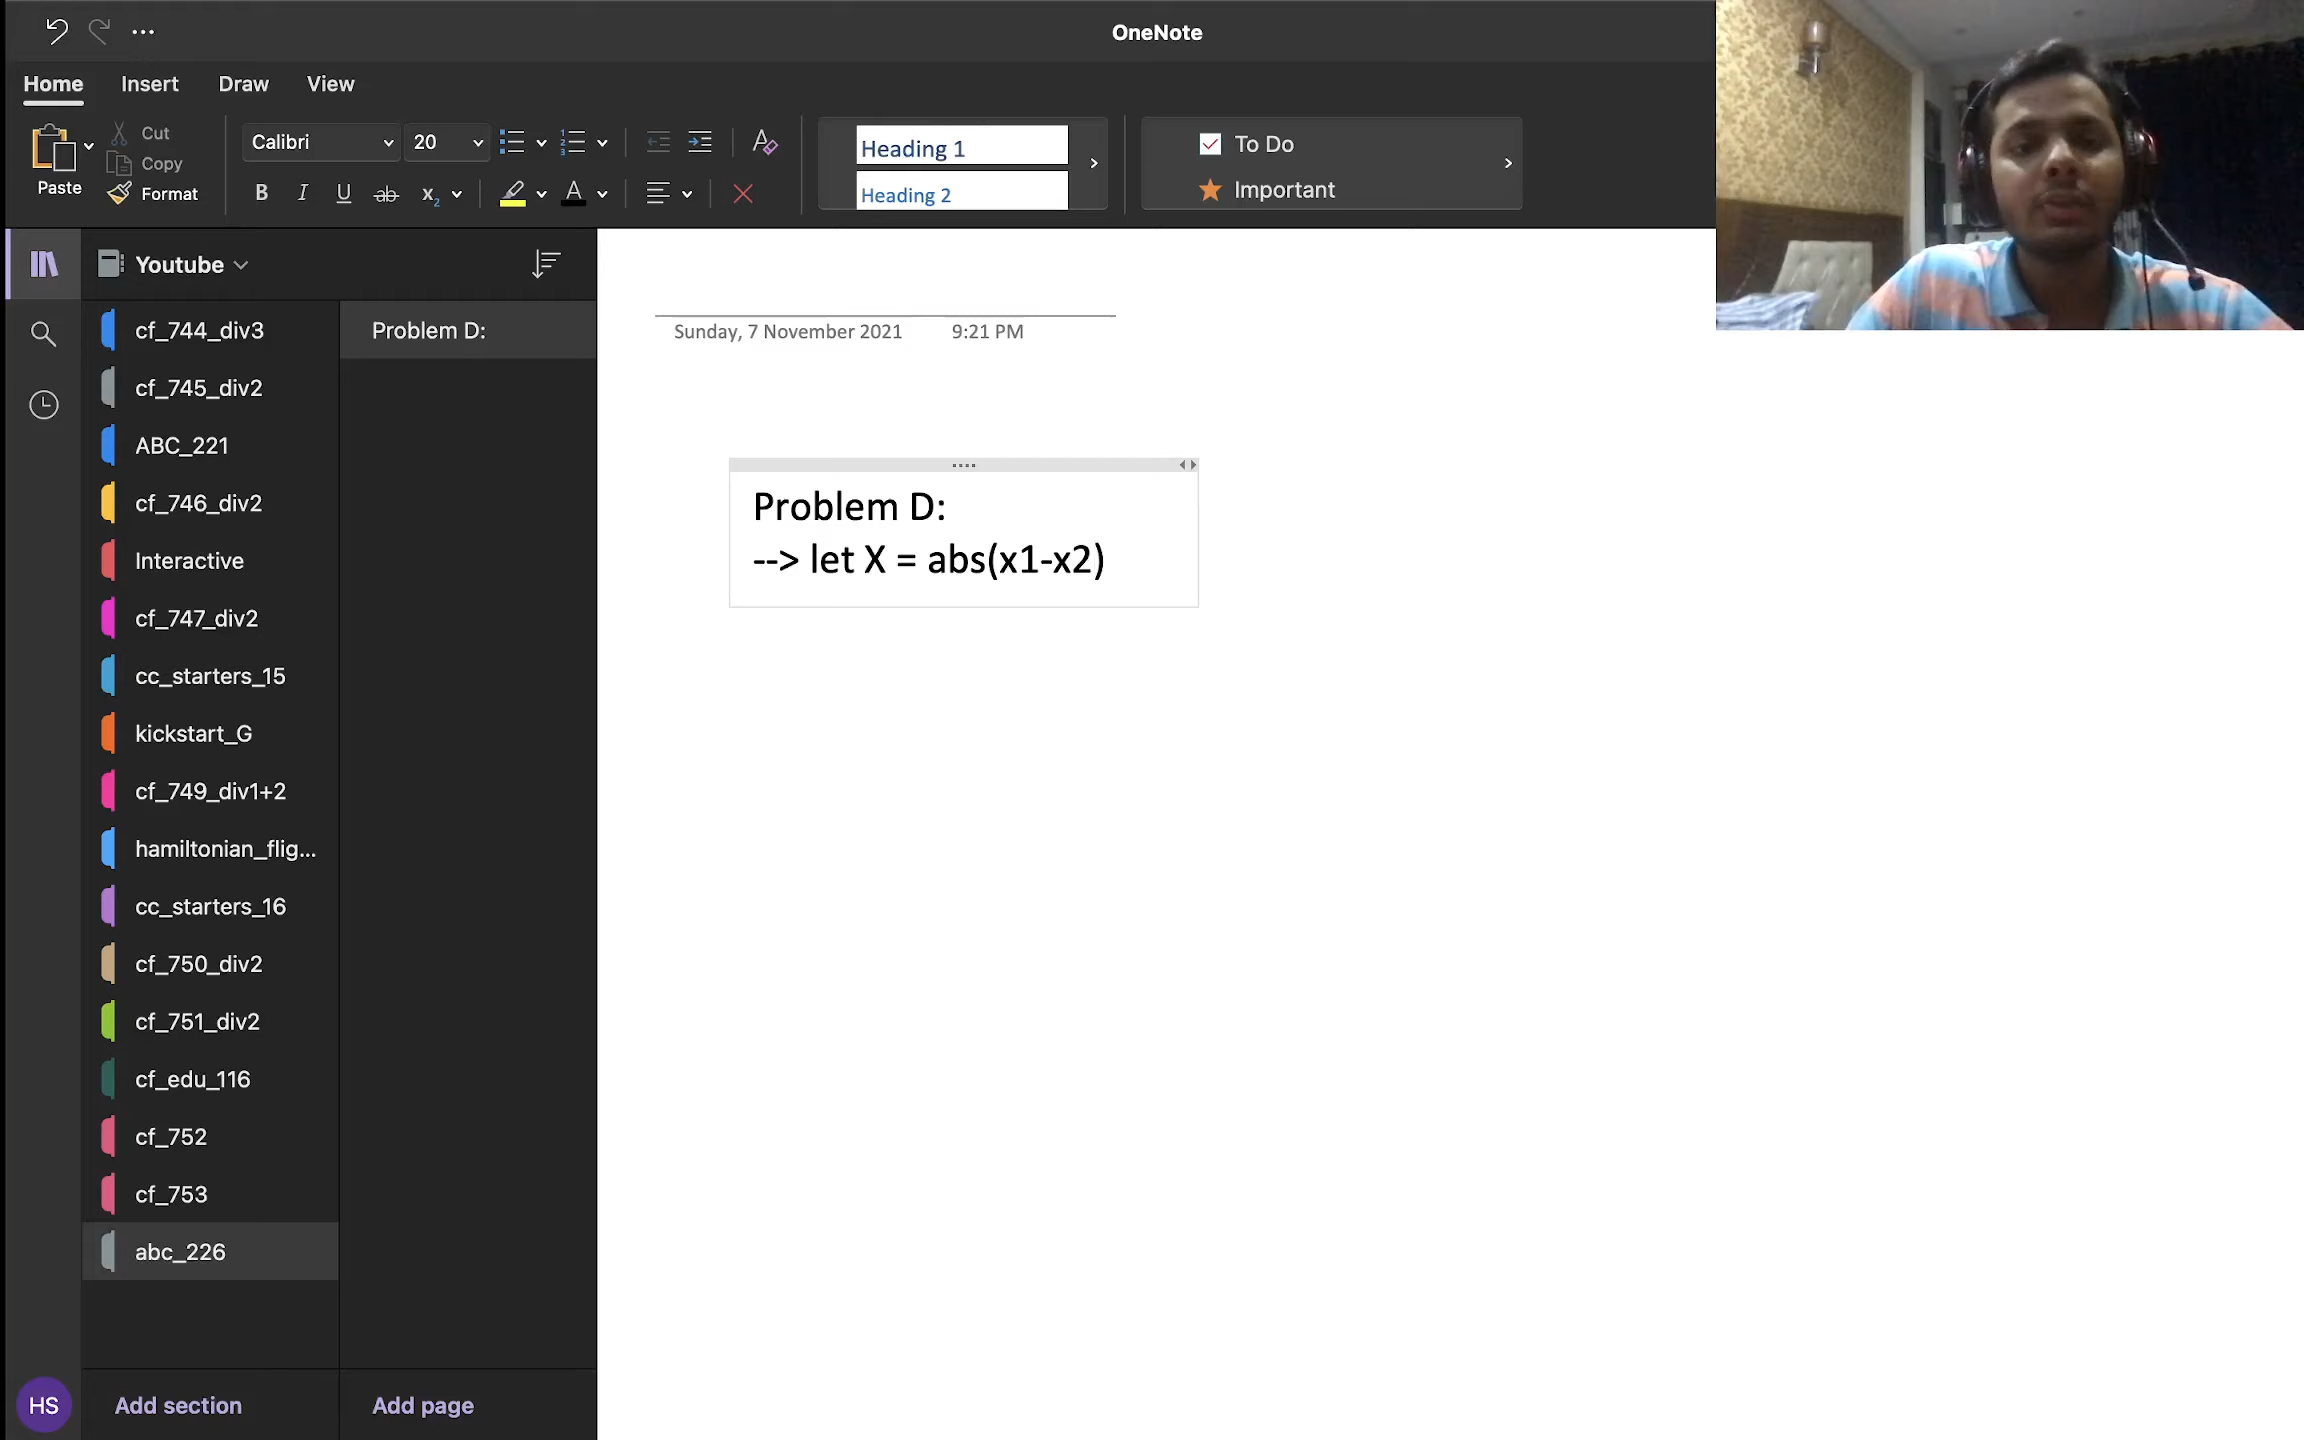 OneNote
Home Insert Draw View
Paste
Cut
Copy
Format
Calibri 20
B I U ab x2 A
Heading 1
Heading 2
To Do
Important
Youtube
cf_744_div3
cf_745_div2
ABC_221
cf_746_div2
Interactive
cf_747_div2
cc_starters_15
kickstart_G
cf_749_div1+2
hamiltonian_flig...
cc_starters_16
cf_750_div2
cf_751_div2
cf_edu_116
cf_752
cf_753
abc_226
HS
Add section
Problem D:
Add page
Sunday, 7 November 2021 9:21 PM
Problem D:
--> let X = abs(x1-x2)